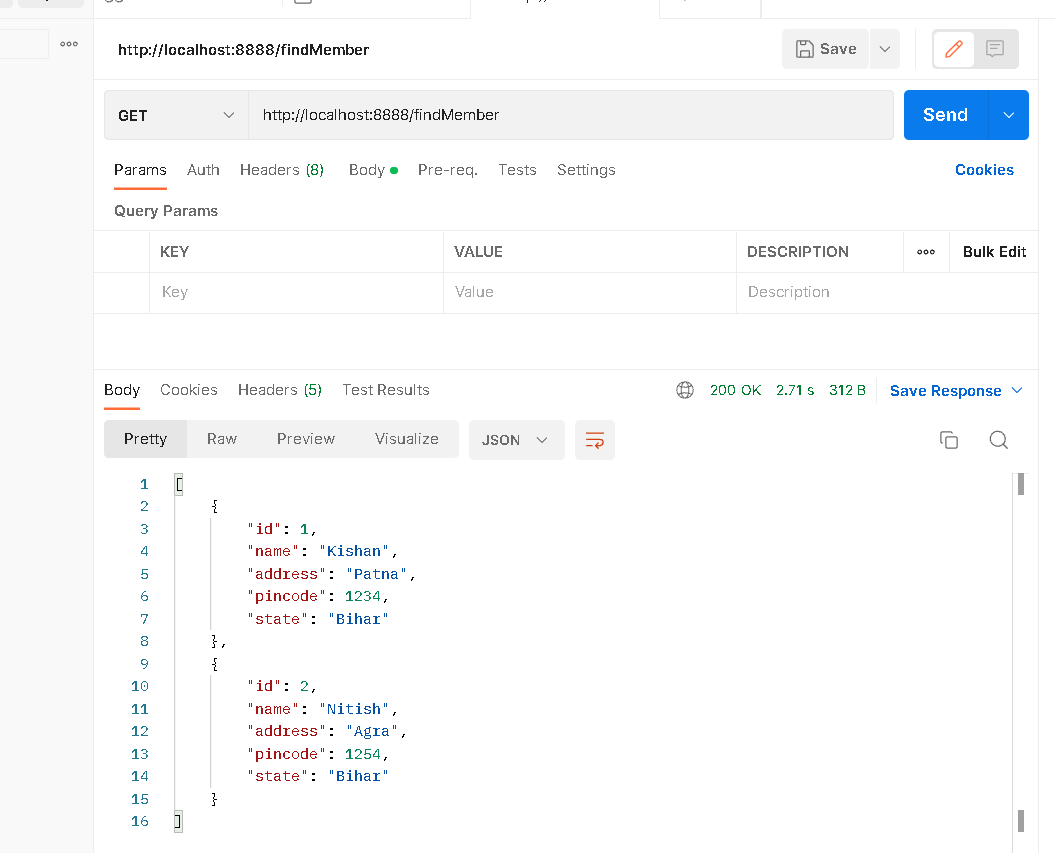 http://localhost:8888/findMember
Save
GET
http://localhost:8888/findMember
Send
Params Auth Headers (8) Body Pre-req. Tests Settings Cookies
Query Params
KEY VALUE DESCRIPTION ooo Bulk Edit
Key Value Description
Body Cookies Headers (5) Test Results 200 OK 2.71 s 312 B Save Response
Pretty Raw Preview Visualize JSON
1 [
2 {
3 "id": 1,
4 "name": "Kishan",
5 "address": "Patna",
6 "pincode": 1234,
7 "state": "Bihar"
8 },
9 {
10 "id": 2,
11 "name": "Nitish",
12 "address": "Agra",
13 "pincode": 1254,
14 "state": "Bihar"
15 }
16 ]